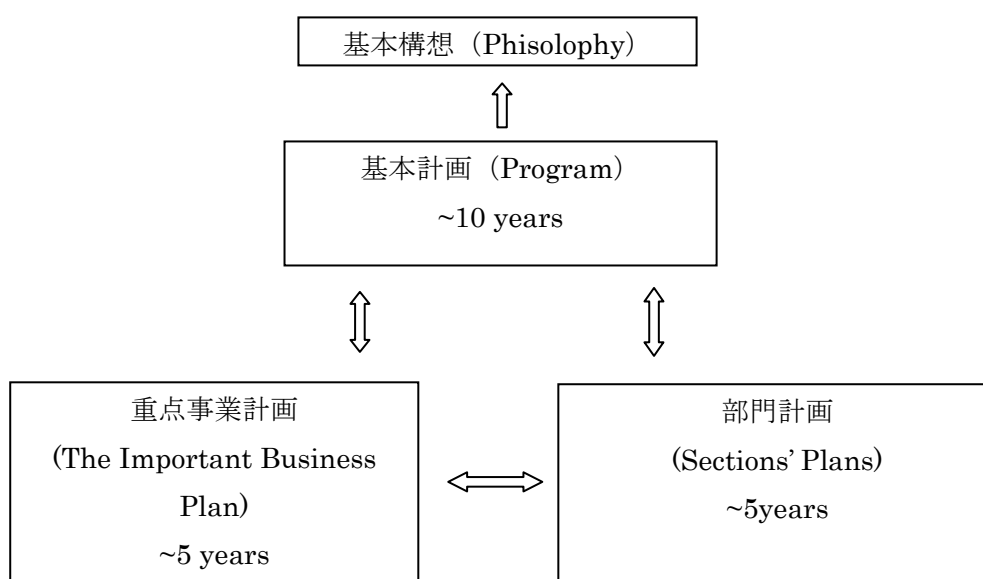 基本構想（Phisolophy）
基本計画（Program）
~10 years
重点事業計画
(The Important Business
Plan)
~5 years
部門計画
(Sections’ Plans)
~5years